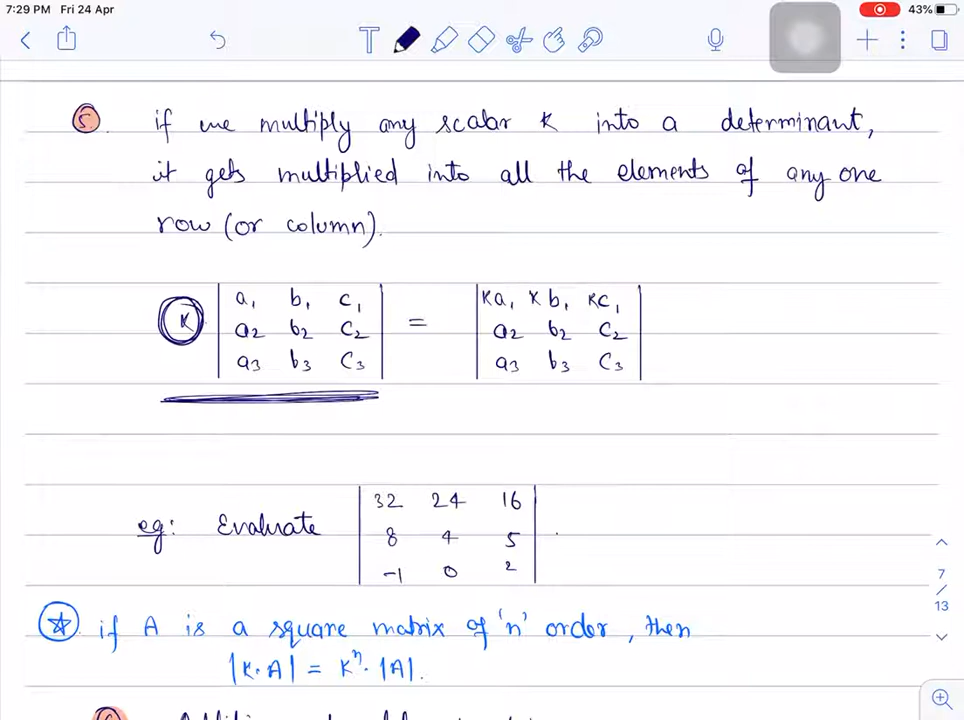 7:29 PM Fri 24 Apr
43%
T
5
if we multiply any scalar K into a determinant,
it gets multiplied into all the elements of any one
row (or column).
K | a₁ b₁ c₁ | = | Ka₁ Kb₁ Kc₁ |
| a₂ b₂ c₂ | | a₂ b₂ c₂ |
| a₃ b₃ c₃ | | a₃ b₃ c₃ |
eg: Evaluate | 32 24 16 |
| 8 4 5 |
| -1 0 2 |
if A is a square matrix of 'n' order, then
|K·A| = Kⁿ·|A|.
7
/
13